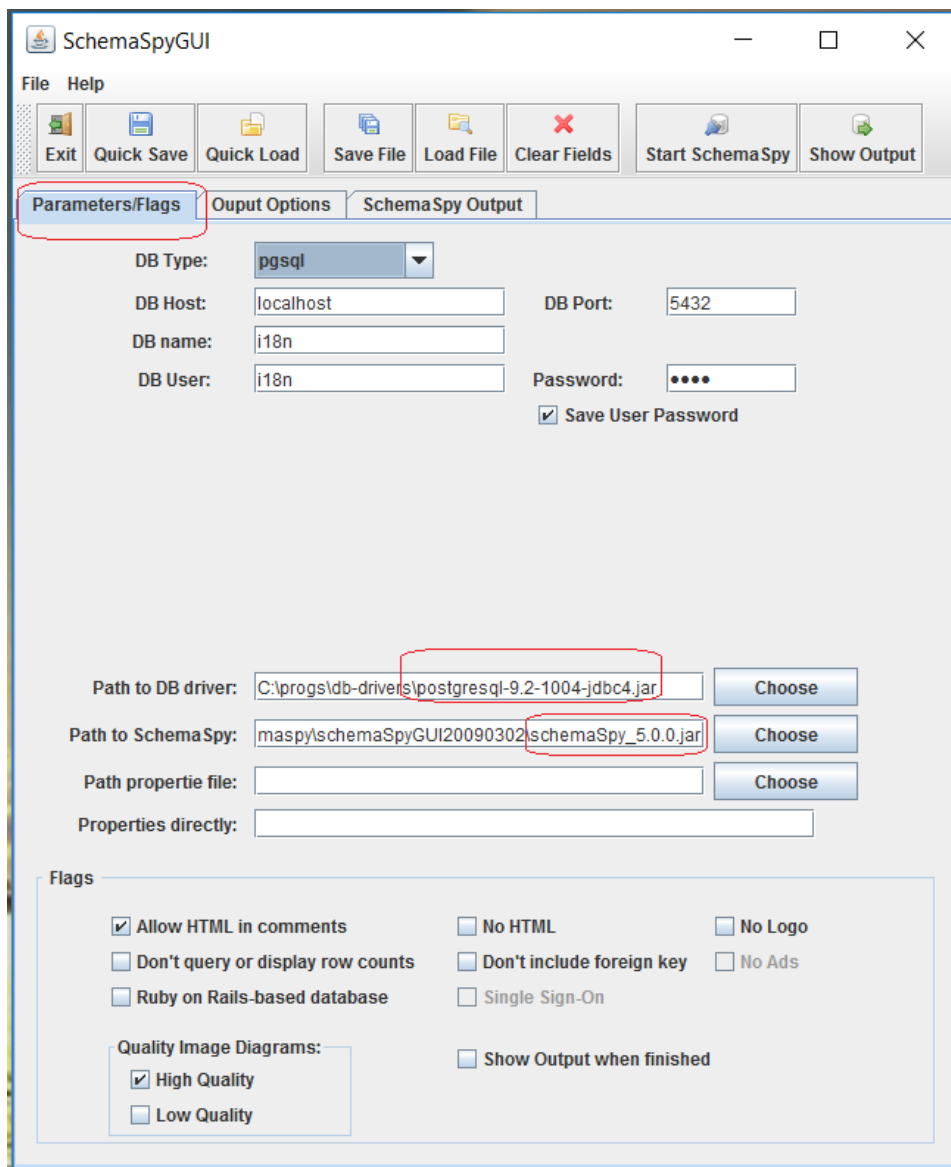 SchemaSpyGUI
File Help
Exit Quick Save Quick Load Save File Load File Clear Fields Start SchemaSpy Show Output
Parameters/Flags Ouput Options SchemaSpy Output
DB Type: pgsql
DB Host: localhost DB Port: 5432
DB name: i18n
DB User: i18n Password: ••••
Save User Password
Path to DB driver: C:\progs\db-drivers\postgresql-9.2-1004-jdbc4.jar Choose
Path to SchemaSpy: maspy\schemaSpyGUI20090302\schemaSpy_5.0.0.jar Choose
Path propertie file: Choose
Properties directly:
Flags
Allow HTML in comments No HTML No Logo
Don't query or display row counts Don't include foreign key No Ads
Ruby on Rails-based database Single Sign-On
Quality Image Diagrams:
Show Output when finished
High Quality
Low Quality